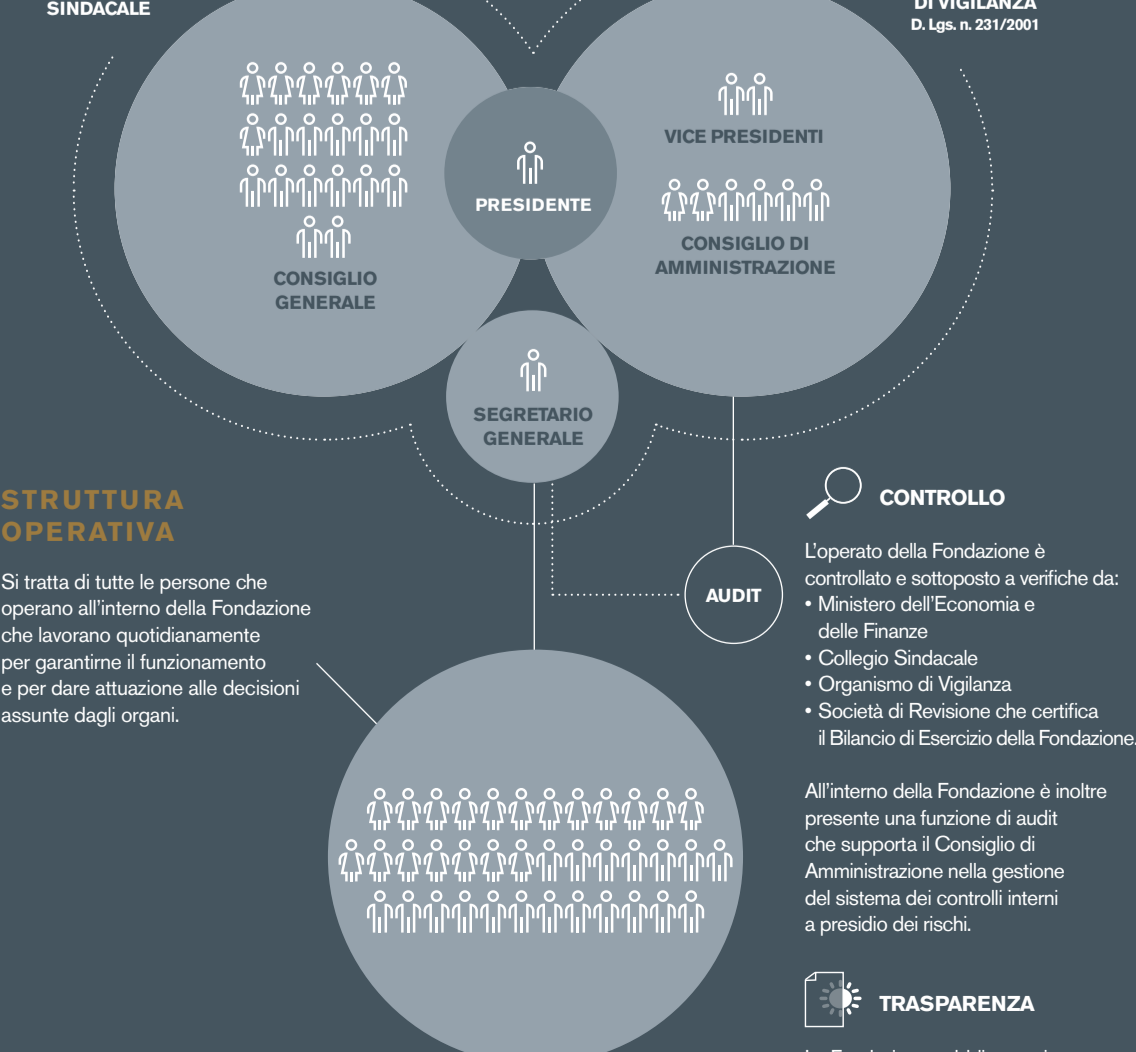 SINDACALE
DI VIGILANZA
D. Lgs. n. 231/2001
VICE PRESIDENTI
PRESIDENTE
CONSIGLIO DI
AMMINISTRAZIONE
CONSIGLIO
GENERALE
SEGRETARIO
GENERALE
STRUTTURA
OPERATIVA
Si tratta di tutte le persone che
operano all’interno della Fondazione
che lavorano quotidianamente
per garantirne il funzionamento
e per dare attuazione alle decisioni
assunte dagli organi.
AUDIT
CONTROLLO
L’operato della Fondazione è
controllato e sottoposto a verifiche da:
• Ministero dell’Economia e
delle Finanze
• Collegio Sindacale
• Organismo di Vigilanza
• Società di Revisione che certifica
il Bilancio di Esercizio della Fondazione.
All’interno della Fondazione è inoltre
presente una funzione di audit
che supporta il Consiglio di
Amministrazione nella gestione
del sistema dei controlli interni
a presidio dei rischi.
TRASPARENZA